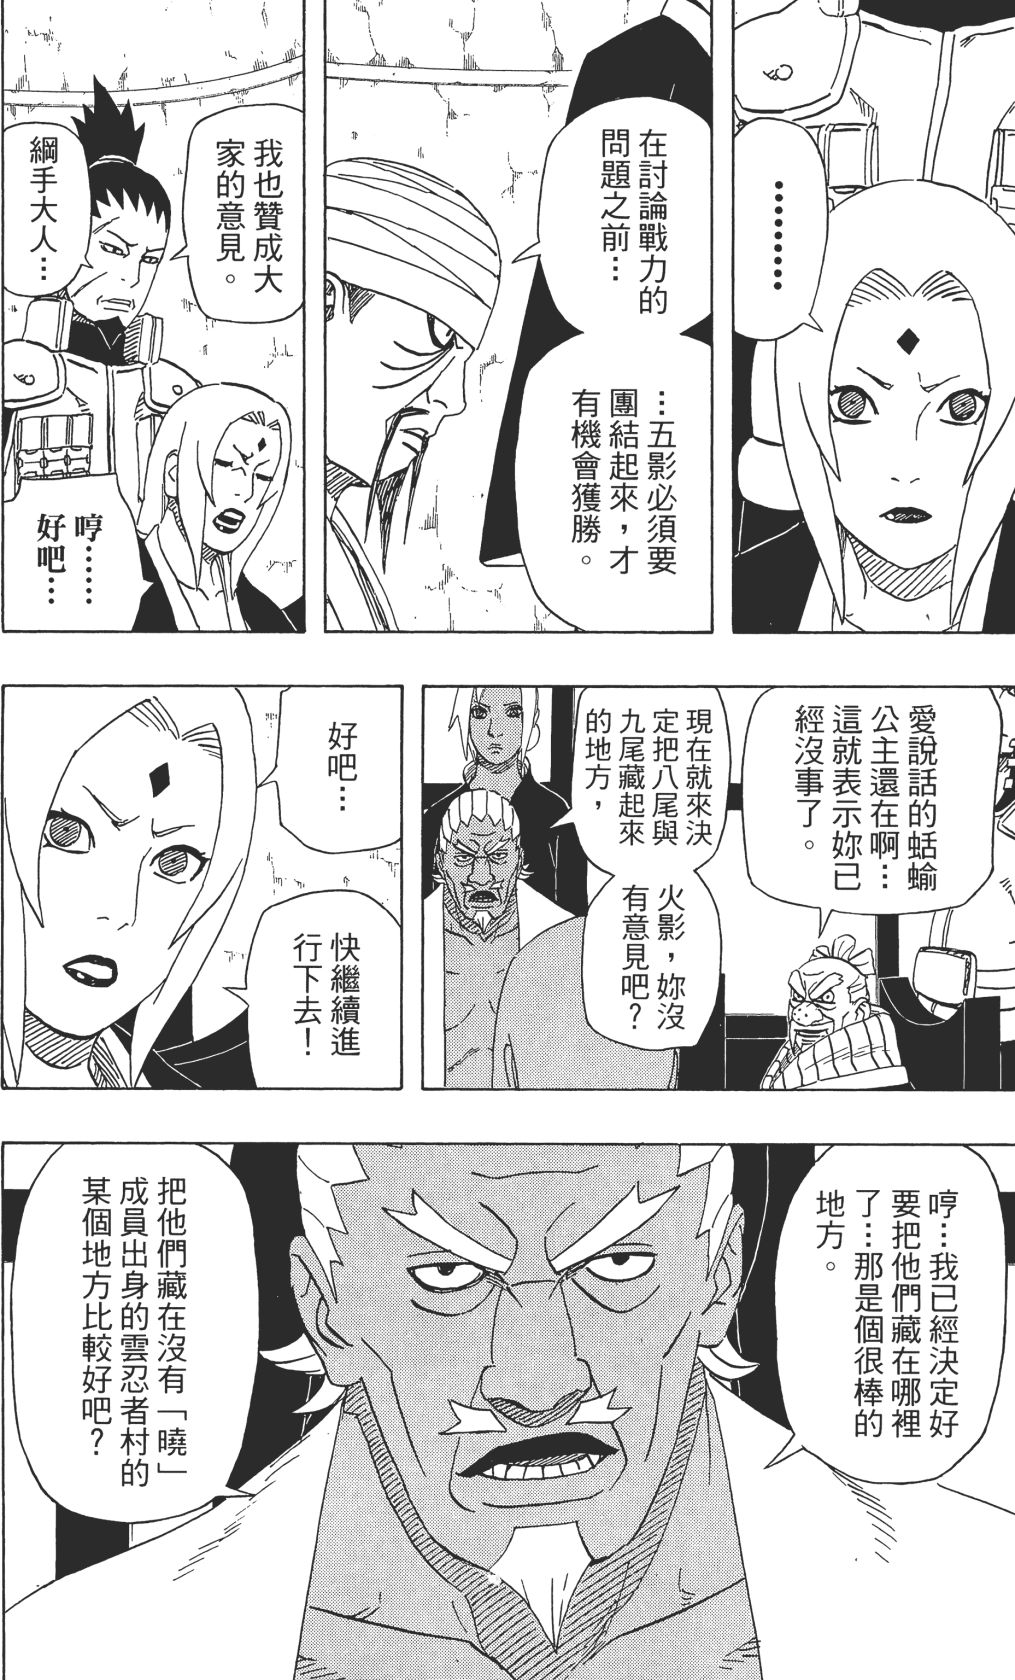 ………
在討論戰力的
問題之前…
…五影必須要
團結起來，才
有機會獲勝。
我也贊成大
家的意見。
綱手大人…
哼……
好吧…
愛說話的蛞蝓
公主還在啊…
這就表示妳已
經沒事了。
現在就來決
定把八尾與
九尾藏起來
的地方，
火影，妳沒
有意見吧？
好吧…
快繼續進
行下去！
哼…我已經決定好
要把他們藏在哪裡
了…那是個很棒的
地方。
把他們藏在沒有「曉」
成員出身的雲忍者村的
某個地方比較好吧？